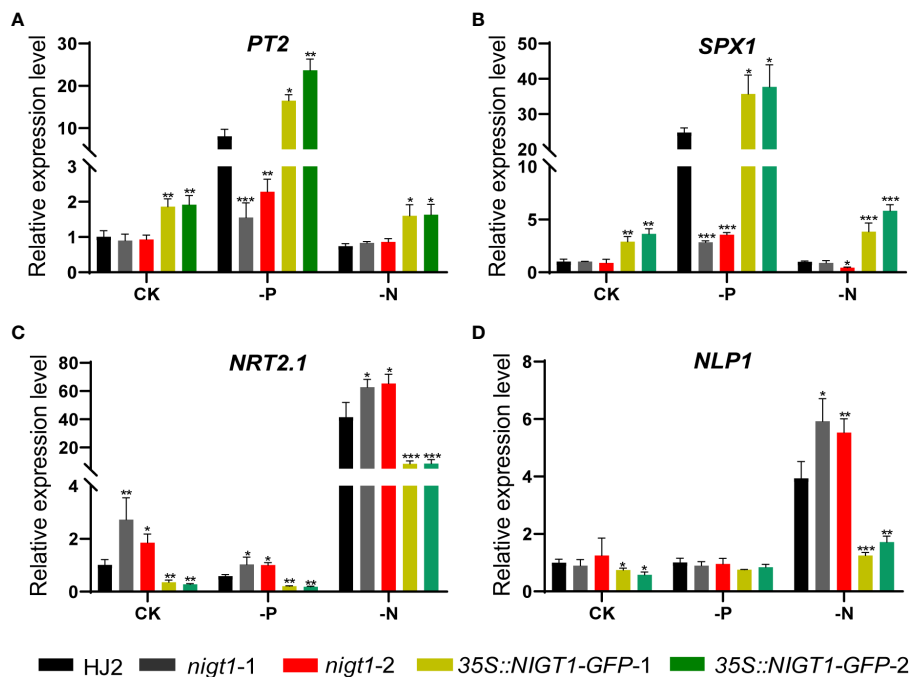 A
PT2
Relative expression level
30
20
10
3
2
1
0
** **
*** **
* **
* *
CK -P -N
B
SPX1
Relative expression level
50
40
30
20
10
5
0
* **
*** ***
* *
*
*** ***
CK -P -N
C
NRT2.1
Relative expression level
80
60
40
20
4
2
0
** * ** **
* * ** **
* * *** ***
CK -P -N
D
NLP1
Relative expression level
8
6
4
2
0
* *
* ** *** **
CK -P -N
HJ2 nigt1-1 nigt1-2 35S::NIGT1-GFP-1 35S::NIGT1-GFP-2